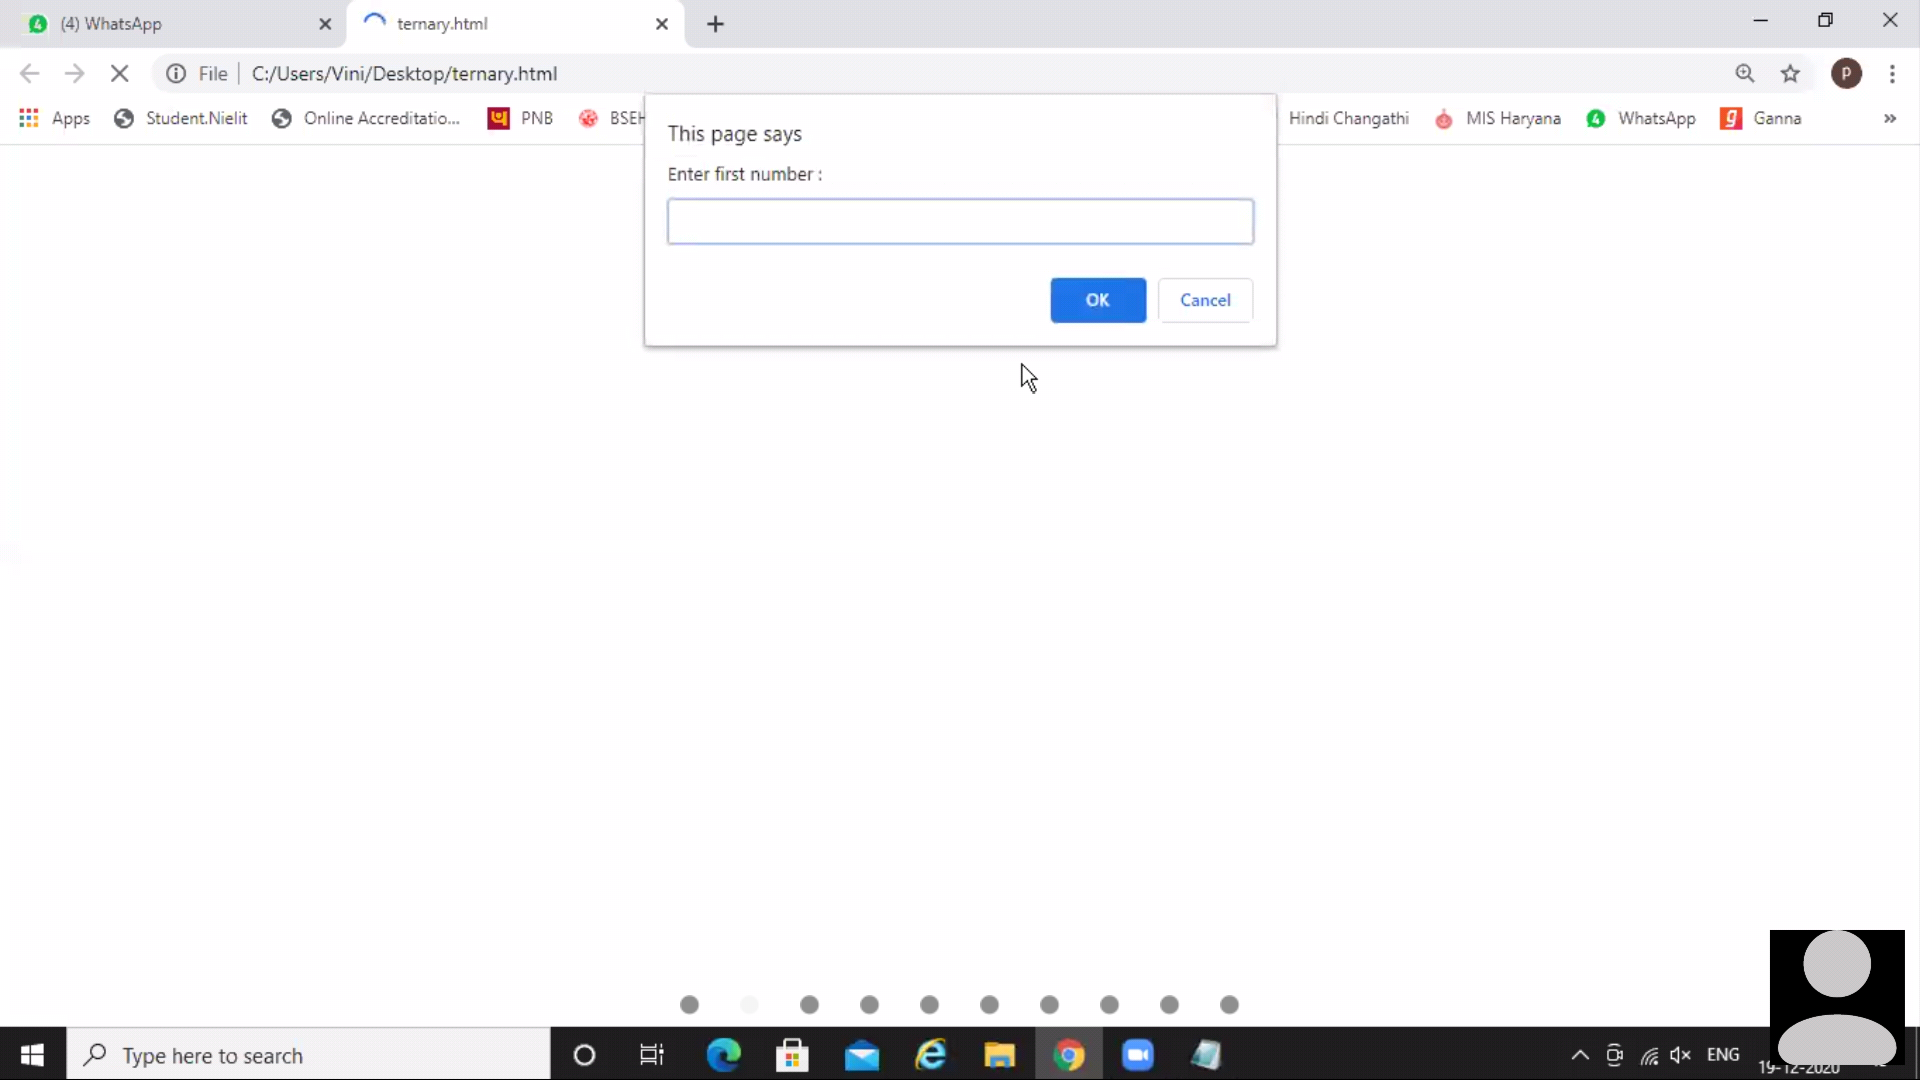 (4) WhatsApp
ternary.html
File
C:/Users/Vini/Desktop/ternary.html
P
Apps
Student.Nielit
Online Accreditatio...
PNB
BSEH
Hindi Changathi
MIS Haryana
4
WhatsApp
g
Ganna
»
This page says
Enter first number :
OK
Cancel
Type here to search
ENG
19-12-2020